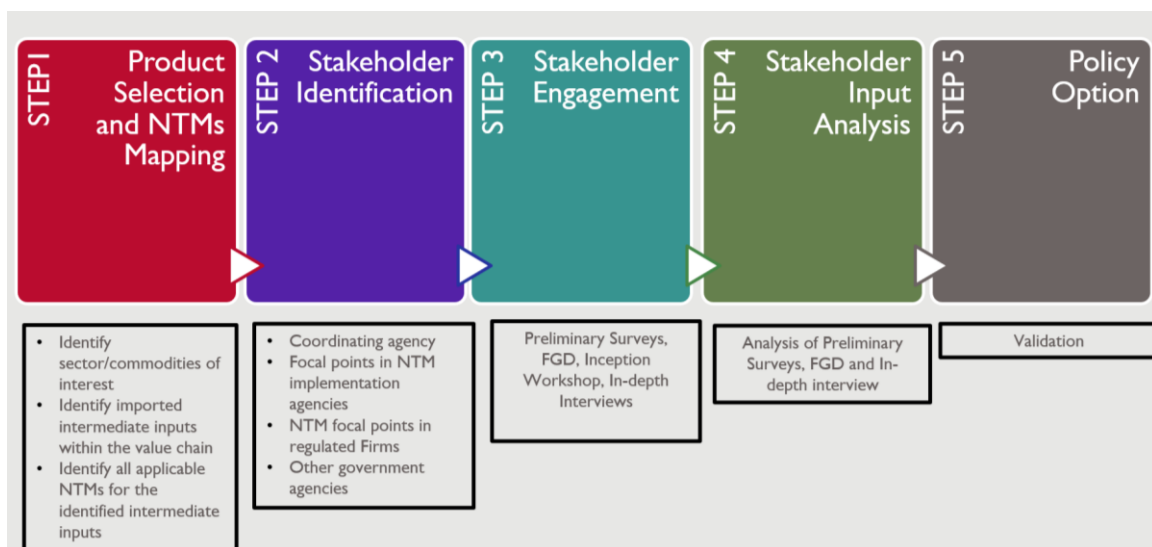 STEP1
Product
Selection
and NTMs
Mapping
STEP 2
Stakeholder
Identification
STEP 3
Stakeholder
Engagement
STEP 4
Stakeholder
Input
Analysis
STEP 5
Policy
Option
• Identify
sector/commodities of
interest
• Identify imported
intermediate inputs
within the value chain
• Identify all applicable
NTMs for the
identified intermediate
inputs
• Coordinating agency
• Focal points in NTM
implementation
agencies
• NTM focal points in
regulated Firms
• Other government
agencies
Preliminary Surveys,
FGD, Inception
Workshop, In-depth
Interviews
Analysis of Preliminary
Surveys, FGD and In-
depth interview
Validation